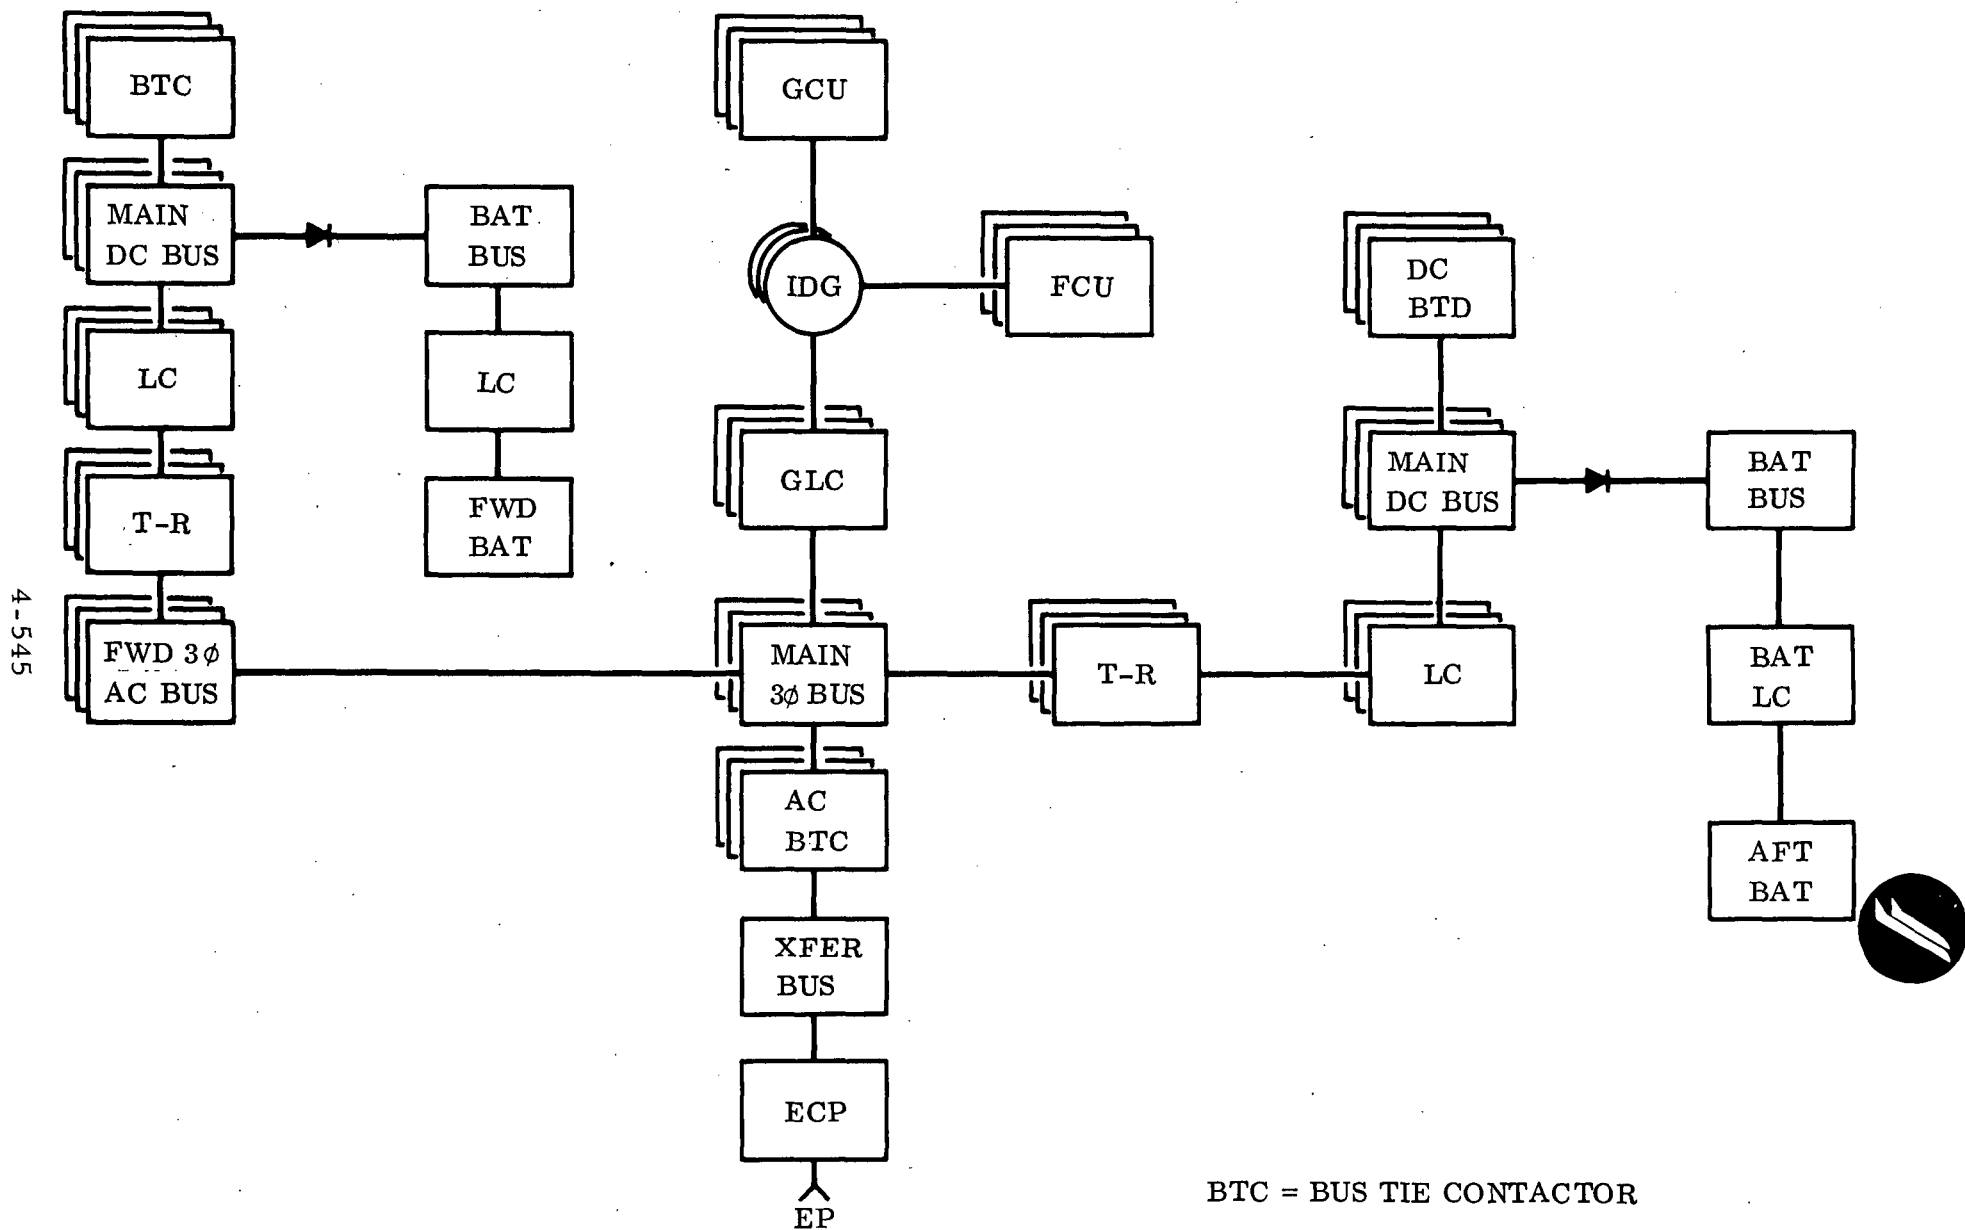 BTC
MAIN
DC BUS
LC
T-R
FWD 3ø
AC BUS
BAT
BUS
LC
FWD
BAT
GCU
IDG
FCU
GLC
MAIN
3ø BUS
AC
BTC
XFER
BUS
ECP
EP
T-R
DC
BTD
MAIN
DC BUS
LC
BAT
BUS
BAT
LC
AFT
BAT
BTC = BUS TIE CONTACTOR
4-545